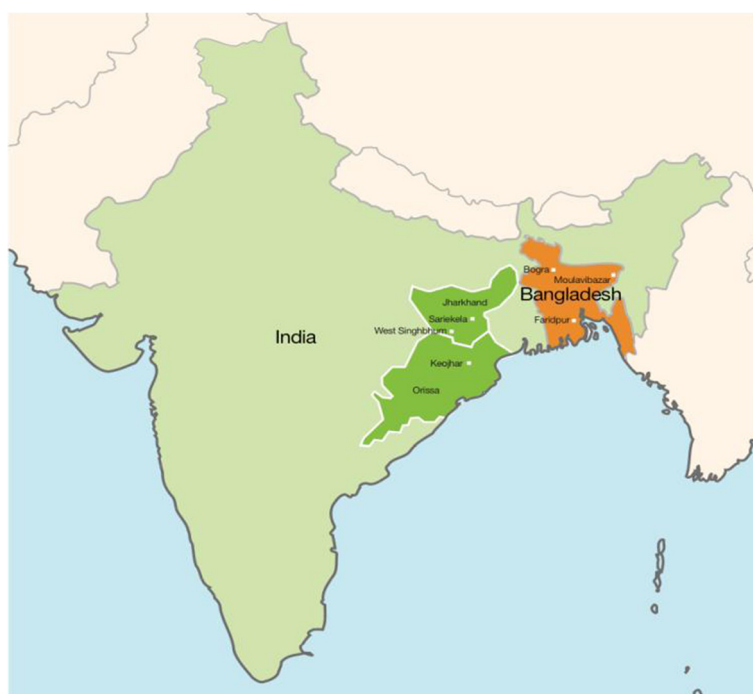 Bogra
Moulavibazar
Bangladesh
Jharkhand
Sariekela
Faridpur
West Singhbhum
India
Keojhar
Orissa